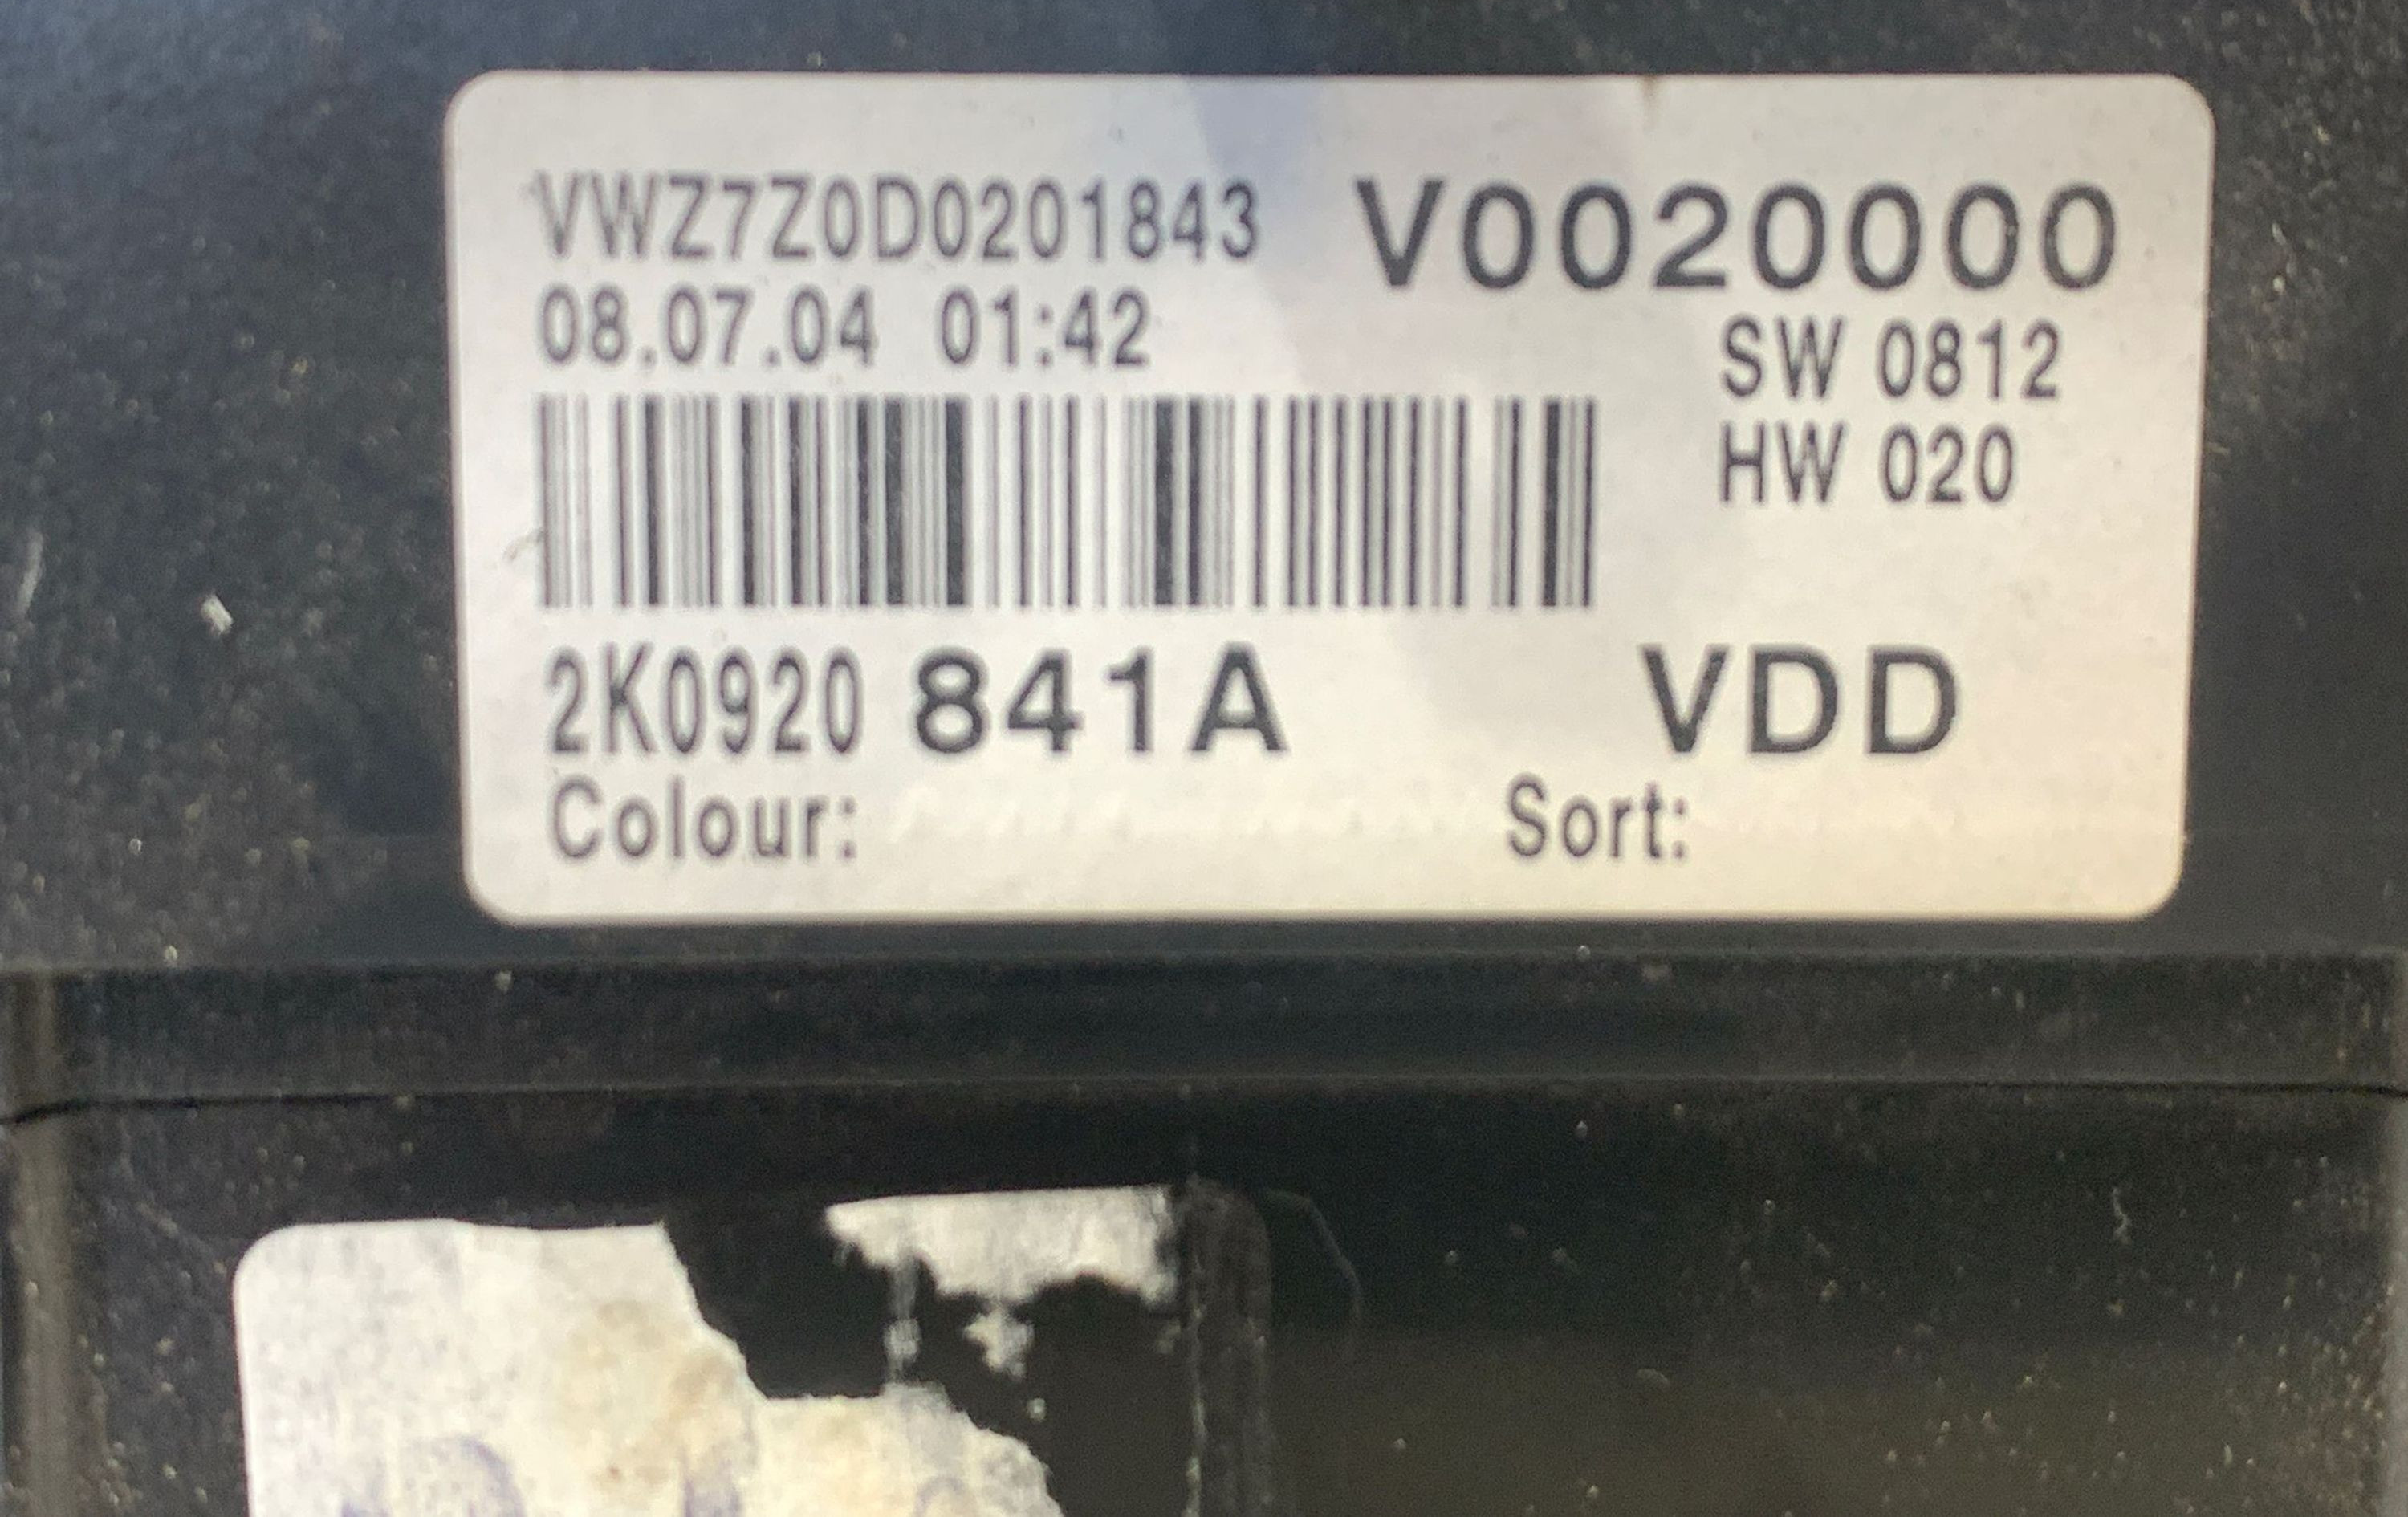 VWZ7Z0D0201843 V0020000
08.07.04 01:42 SW 0812
HW 020
2K0920 841A VDD
Colour: Sort: